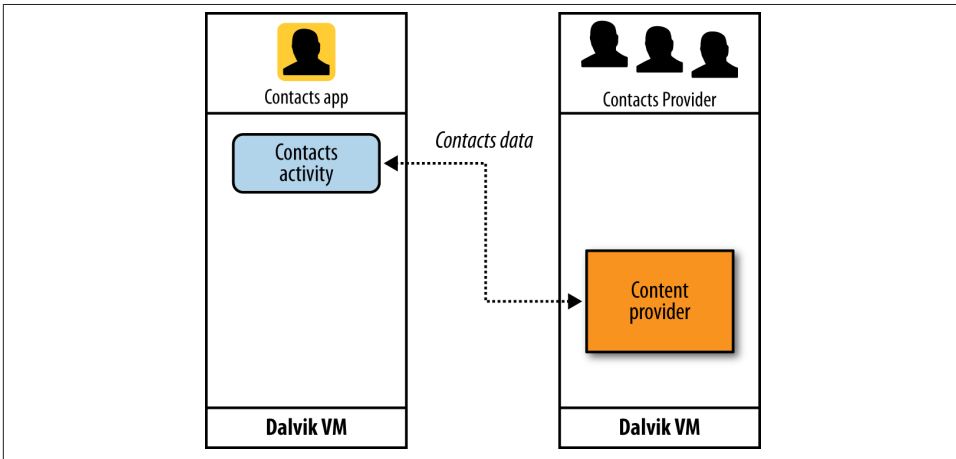 Contacts app
Contacts Provider
Contacts
activity
Contacts data
Content
provider
Dalvik VM
Dalvik VM